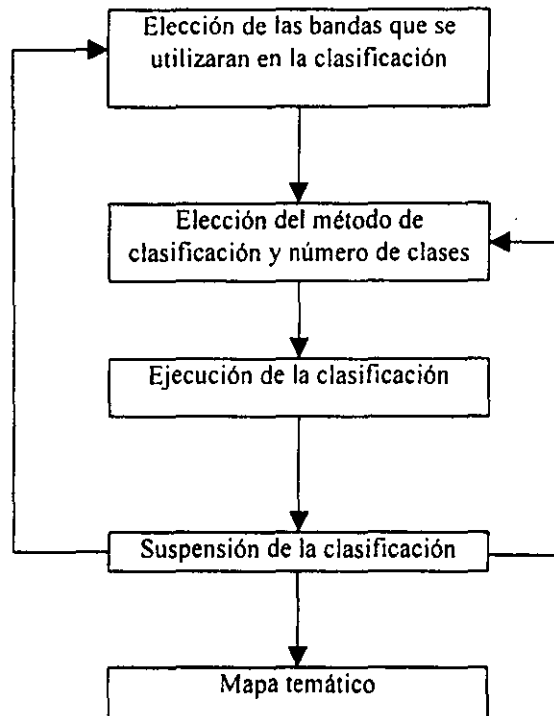 Elección de las bandas que se
utilizaran en la clasificación
Elección del método de
clasificación y número de clases
Ejecución de la clasificación
Suspensión de la clasificación
Mapa temático